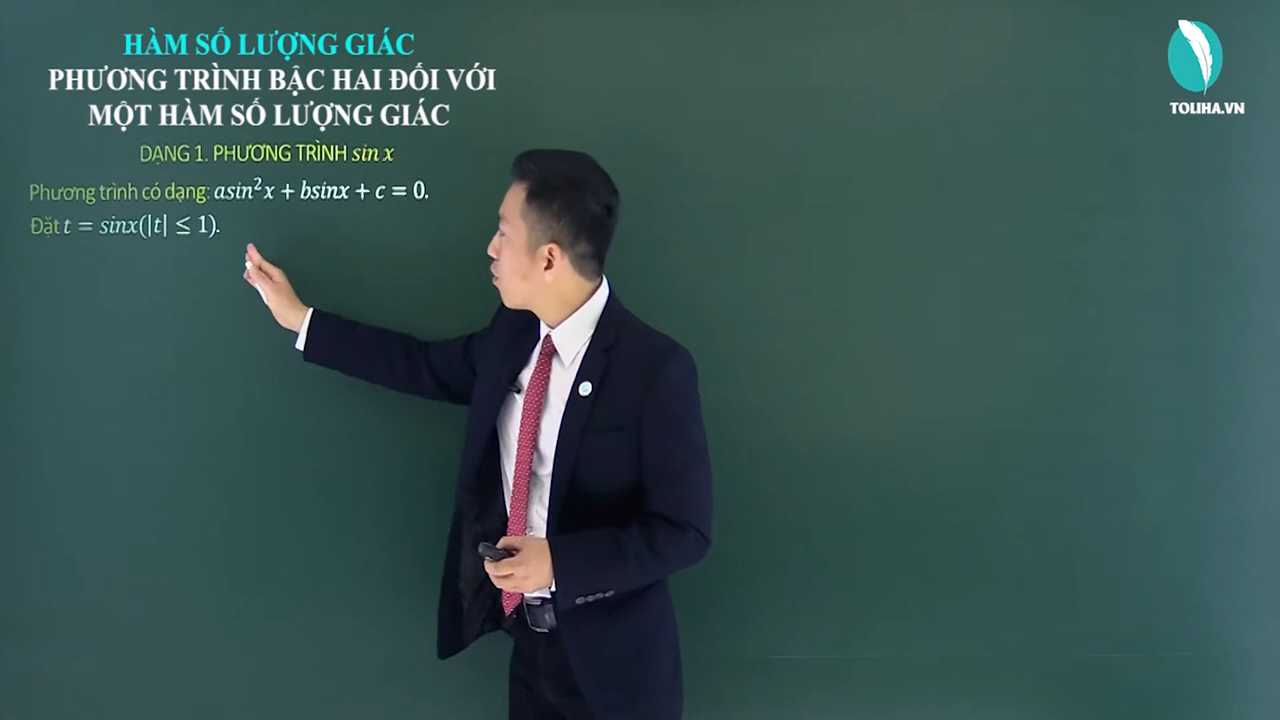 HÀM SỐ LƯỢNG GIÁC
PHƯƠNG TRÌNH BẬC HAI ĐỐI VỚI
MỘT HÀM SỐ LƯỢNG GIÁC
DẠNG 1. PHƯƠNG TRÌNH sin x
Phương trình có dạng: asin²x + bsinx + c = 0.
Đặt t = sinx(|t| ≤ 1).
TOLIHA.VN